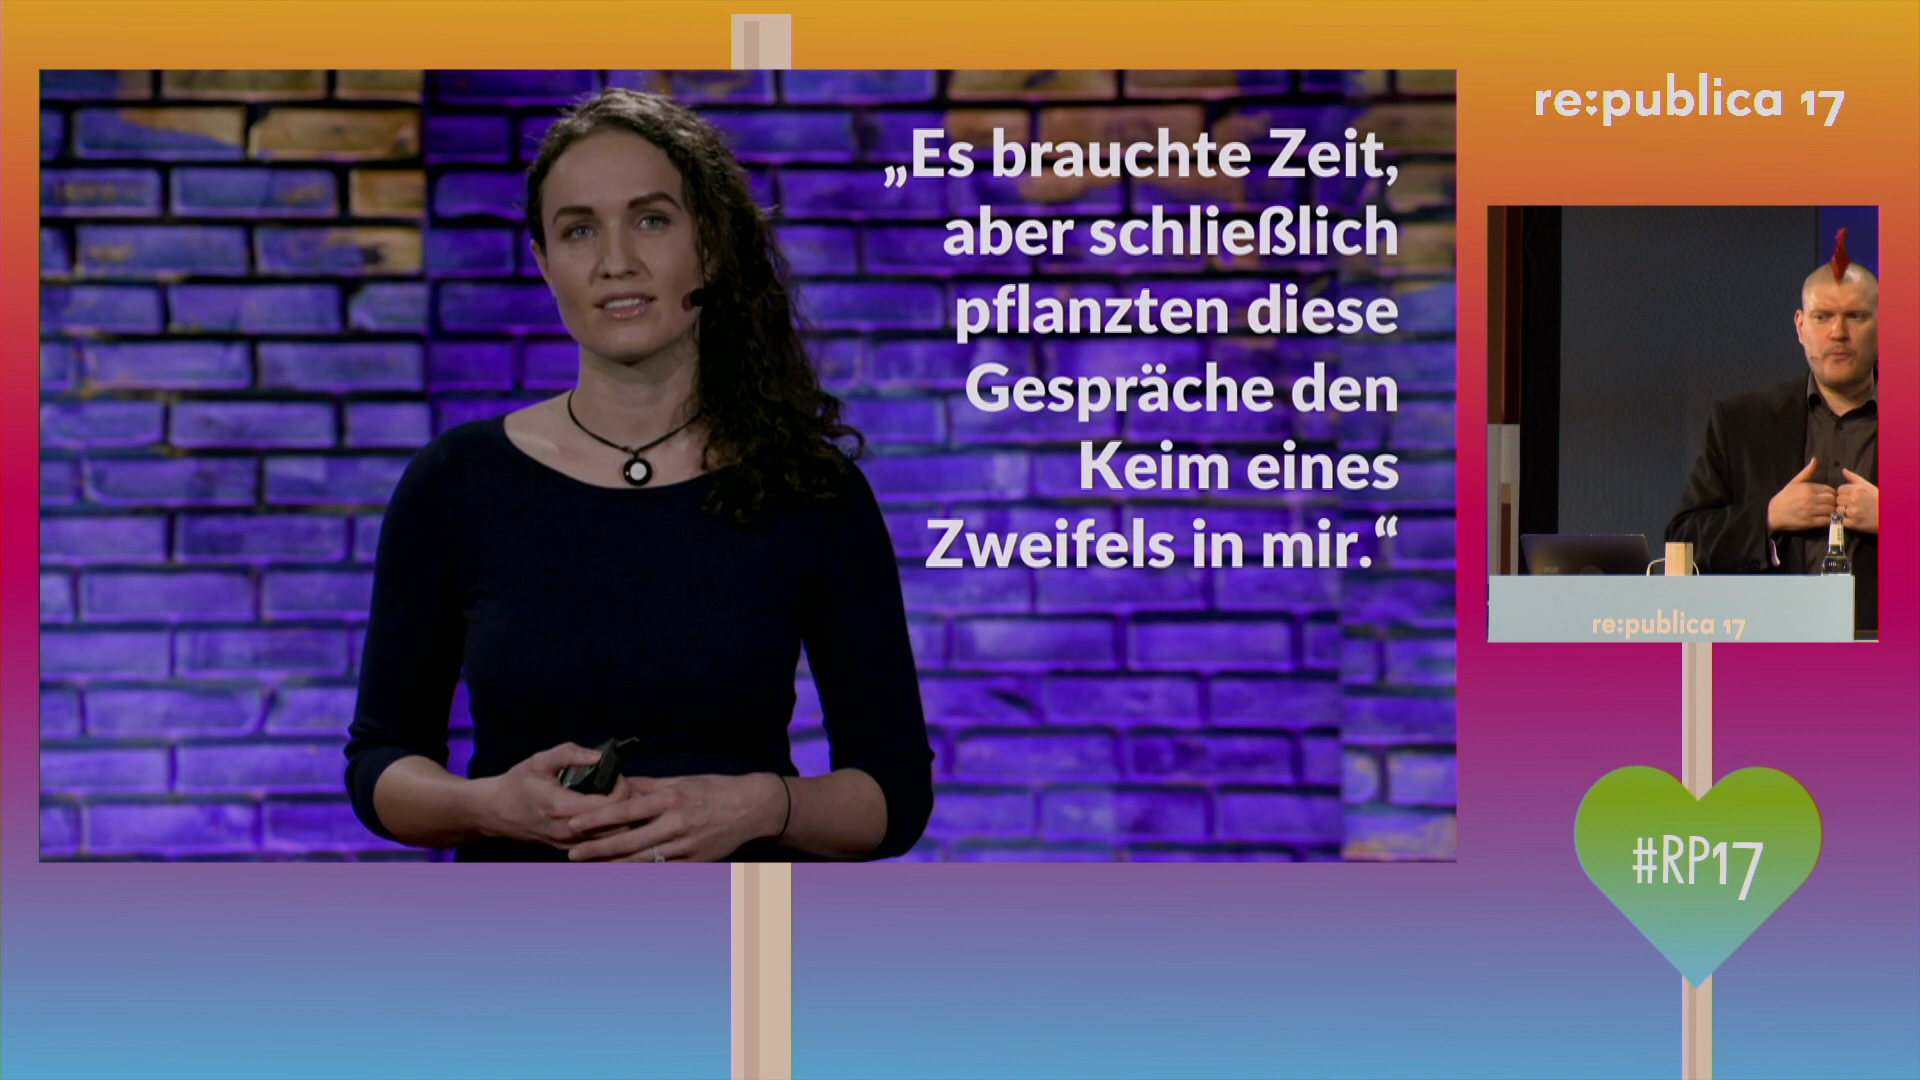 „Es brauchte Zeit,
aber schließlich
pflanzten diese
Gespräche den
Keim eines
Zweifels in mir.“
re:publica 17
re:publica 17
#RP17